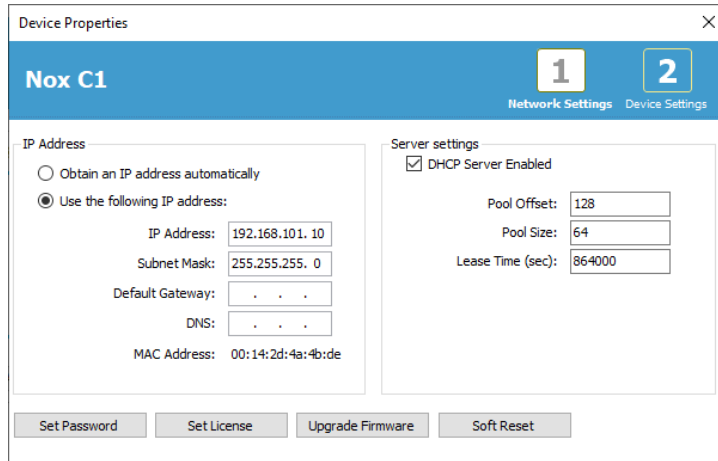 Device Properties
Nox C1
1
Network Settings
2
Device Settings
IP Address
Obtain an IP address automatically
Use the following IP address:
IP Address: 192.168.101. 10
Subnet Mask: 255.255.255. 0
Default Gateway: . . .
DNS: . . .
MAC Address: 00:14:2d:4a:4b:de
Server settings
DHCP Server Enabled
Pool Offset: 128
Pool Size: 64
Lease Time (sec): 864000
Set Password
Set License
Upgrade Firmware
Soft Reset